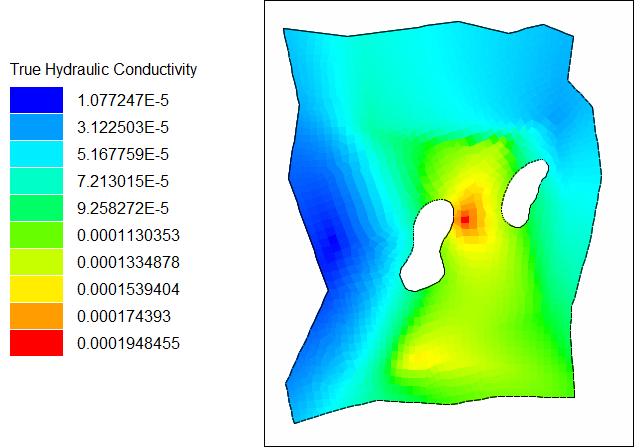 True Hydraulic Conductivity
1.077247E-5
3.122503E-5
5.167759E-5
7.213015E-5
9.258272E-5
0.0001130353
0.0001334878
0.0001539404
0.000174393
0.0001948455